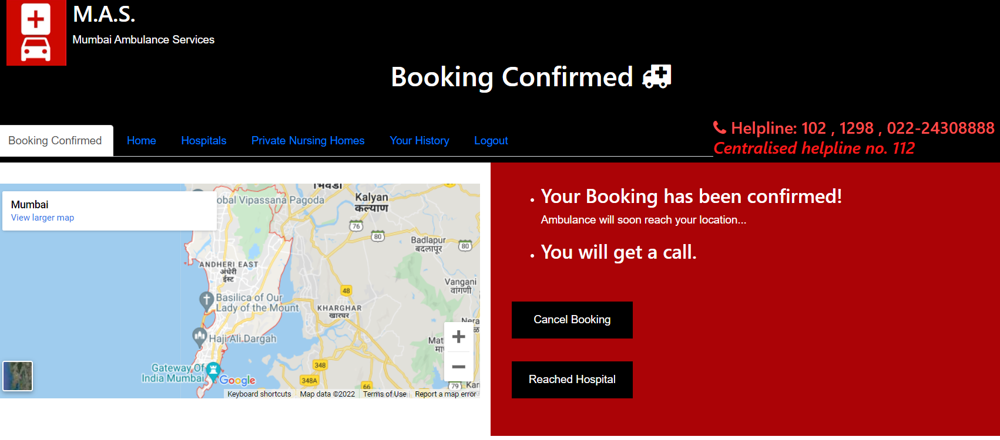 M.A.S.
Mumbai Ambulance Services
Booking Confirmed
Helpline: 102 , 1298 , 022-24308888
Centralised helpline no. 112
Booking Confirmed
Home
Hospitals
Private Nursing Homes
Your History
Logout
Mumbai
View larger map
obal Vipassana Pagoda
भिवंडी
Kalyan
कल्याण
76
80
Badlapur
बदलापूर
80
ANDHERI EAST
अंधेरी
ईस्ट
Vangani
वांगणी
48
Basilica of Our
Lady of the Mount
KHARGHAR
खारघर
Nera
Haji Ali Dargah
Mat
348
Gateway Of
India Mumbai
Google
348A
66
79
Kar
Keyboard shortcuts
Map data ©2022
Terms of Use
Report a map error
Your Booking has been confirmed!
Ambulance will soon reach your location...
You will get a call.
Cancel Booking
Reached Hospital